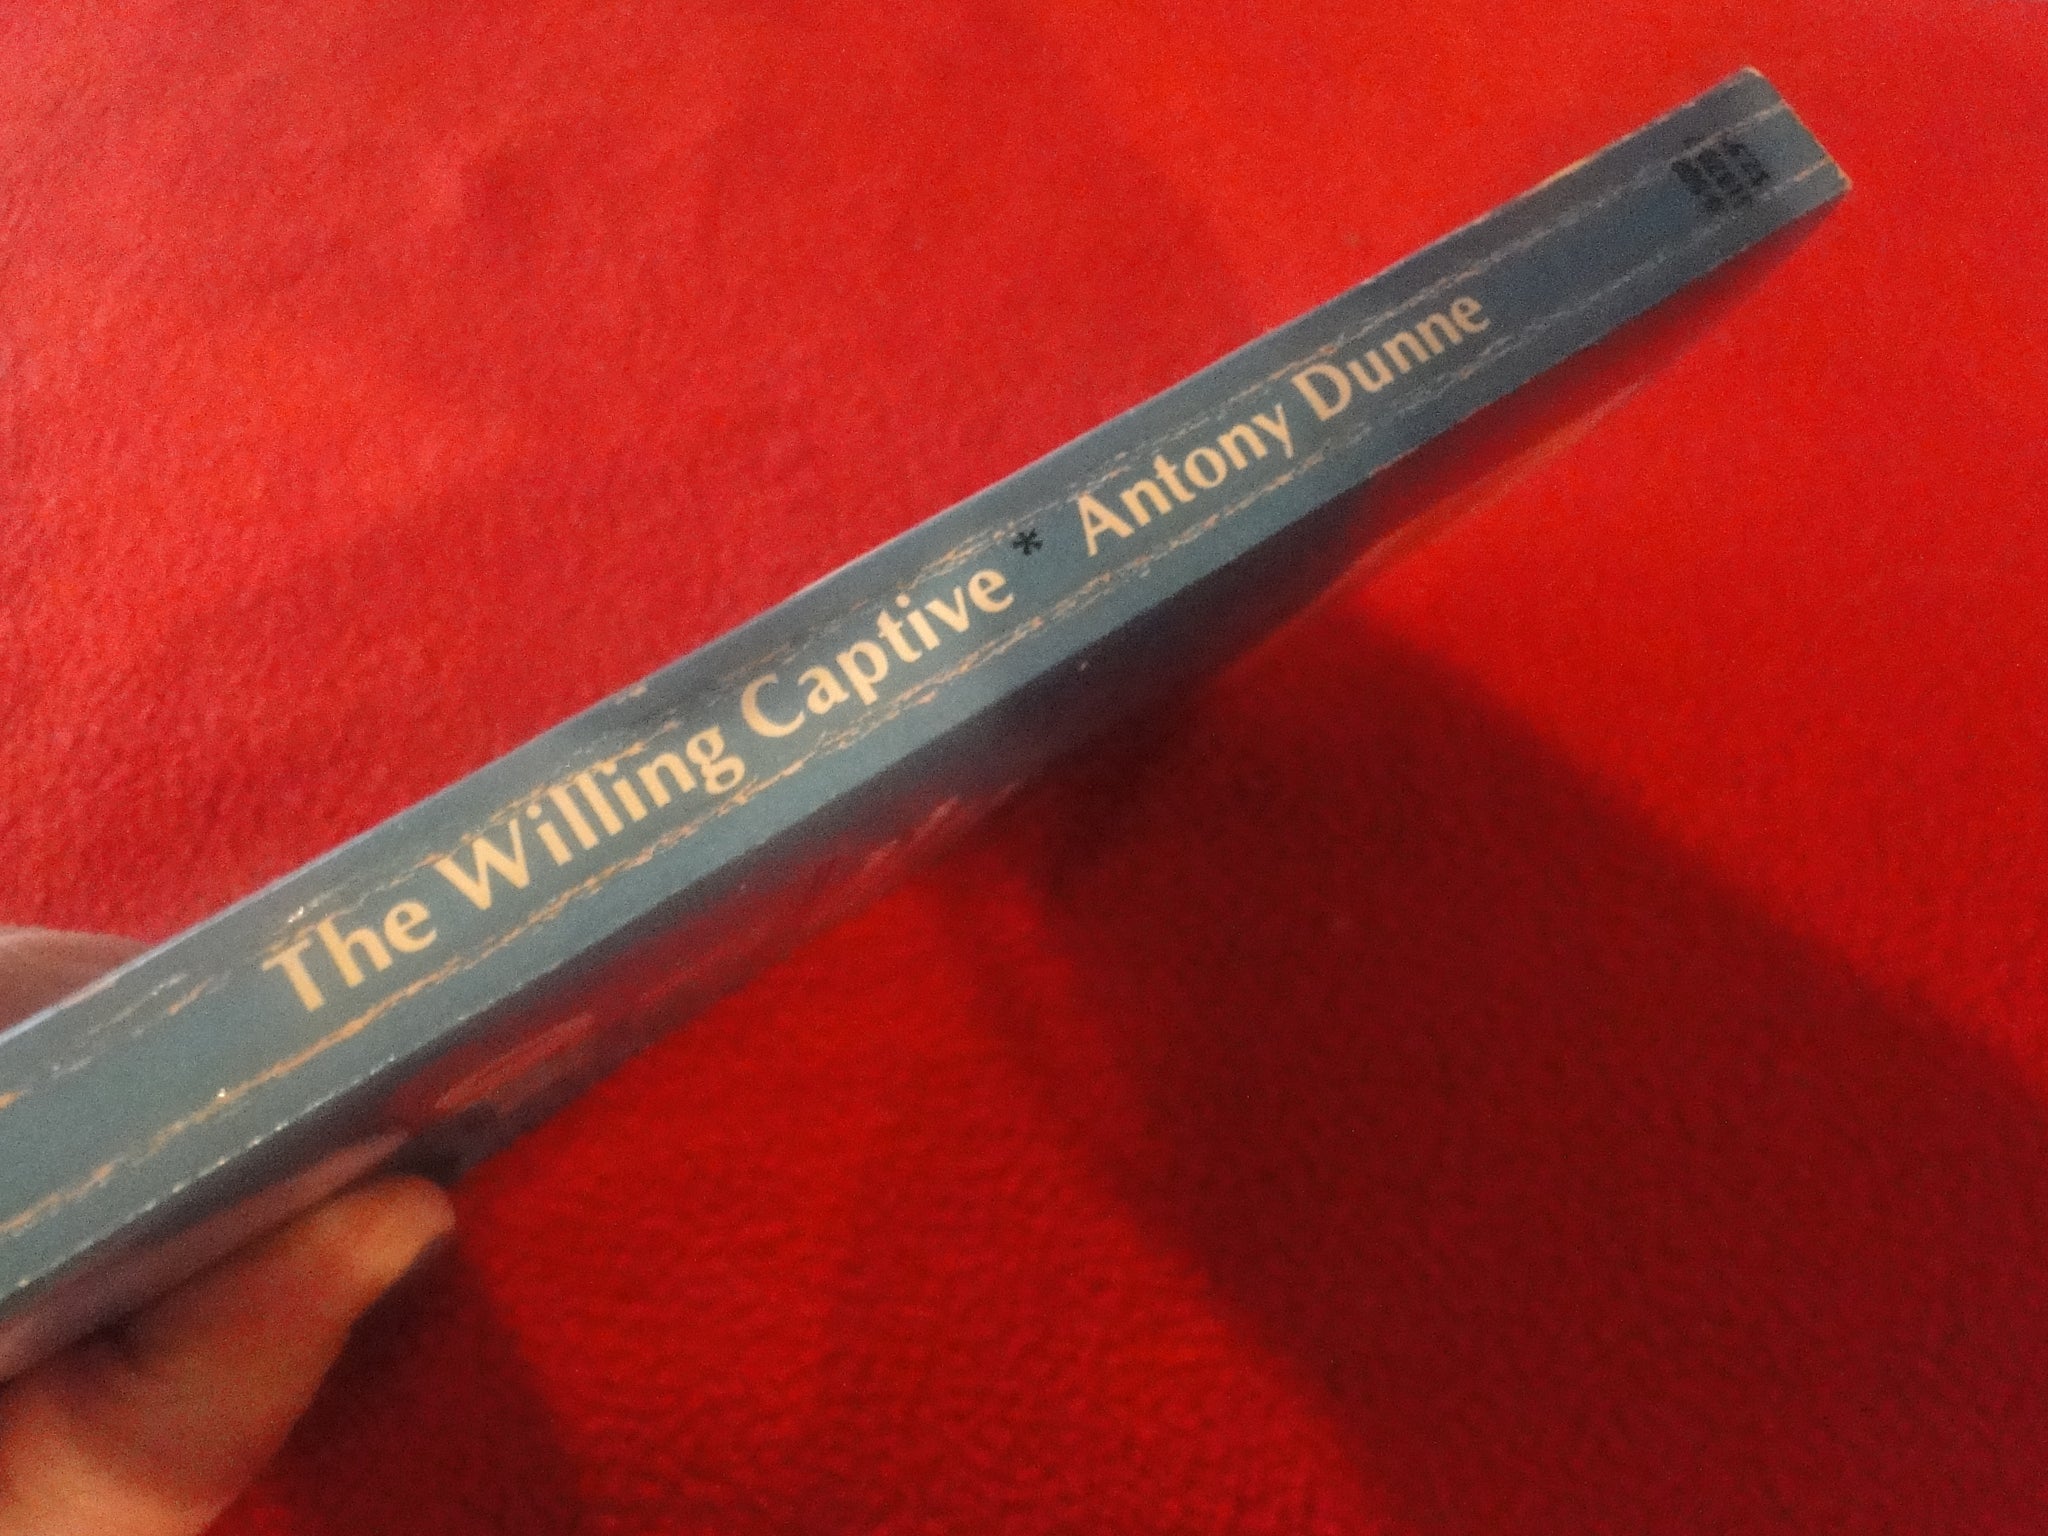 The Willing Captive * Antony Dunne